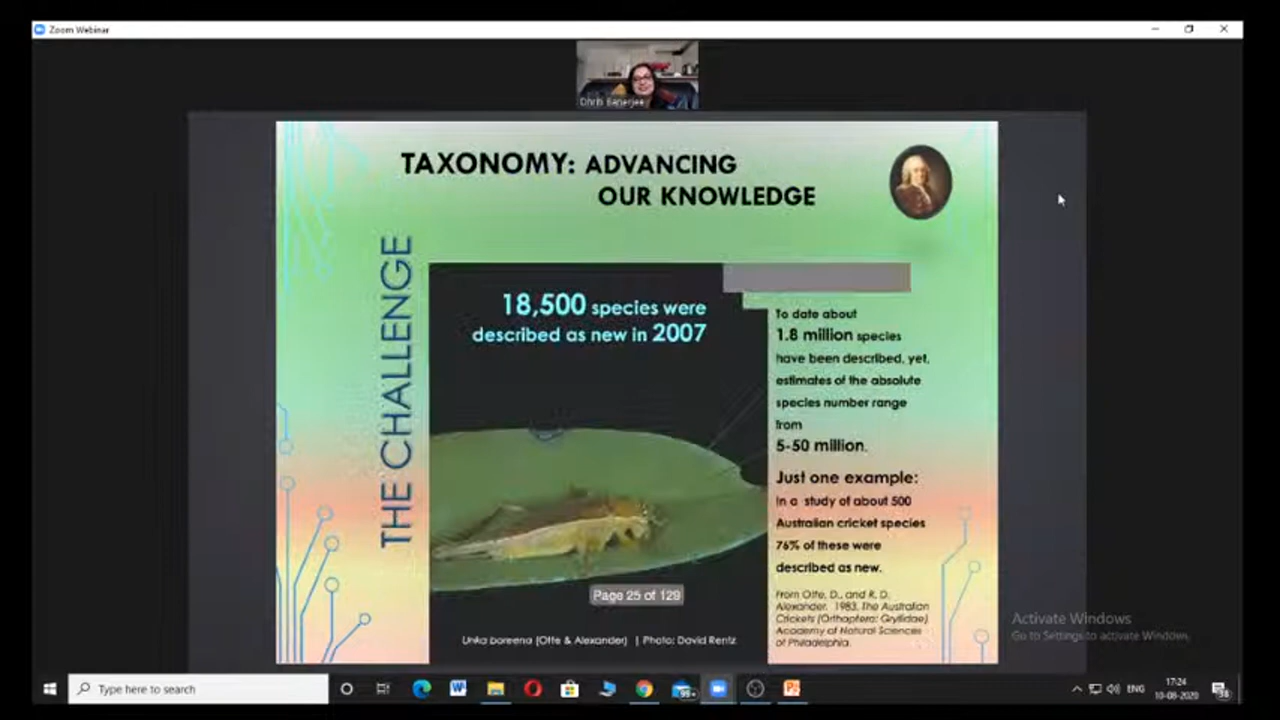 Zoom Webinar
Dhriti Banerjee
TAXONOMY: ADVANCING
OUR KNOWLEDGE
THE CHALLENGE
18,500 species were
described as new in 2007
To date about
1.8 million species
have been described, yet,
estimates of the absolute
species number range
from
5-50 million.
Just one example:
In a study of about 500
Australian cricket species
76% of these were
described as new.
From Otte, D., and R. D.
Alexander. 1983. The Australian
Crickets (Orthoptera: Gryllidae)
Academy of Natural Sciences
of Philadelphia.
Page 25 of 129
Unka boreena (Otte & Alexander) | Photo: David Rentz
Activate Windows
Go to Settings to activate Windows.
Type here to search
99+
ENG
17:24
10-08-2020
38